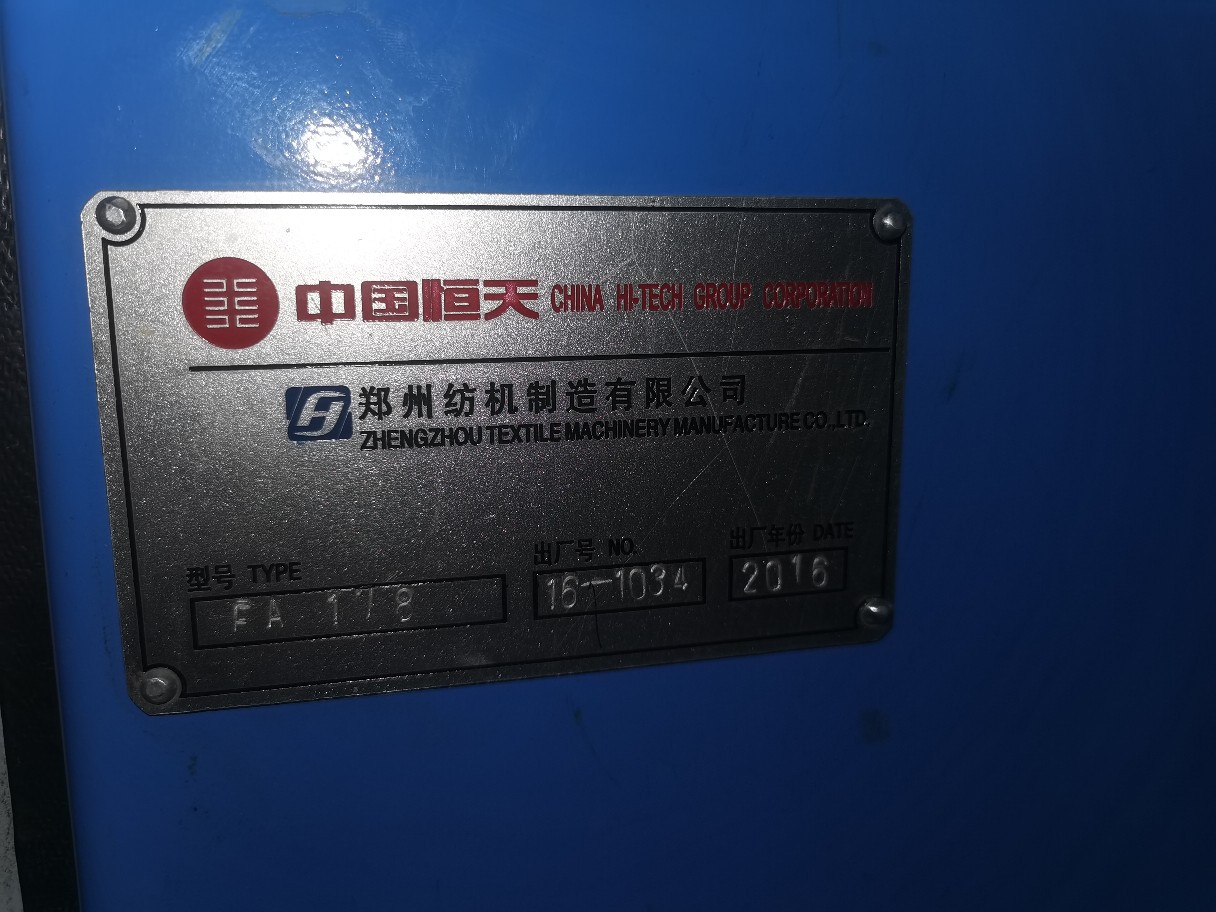 中国恒天 CHINA HI-TECH GROUP CORPORATION
郑州纺机制造有限公司
ZHENGZHOU TEXTILE MACHINERY MANUFACTURE CO.,LTD.
型号 TYPE
FA 178
出厂号 NO.
16-1034
出厂年份 DATE
2016